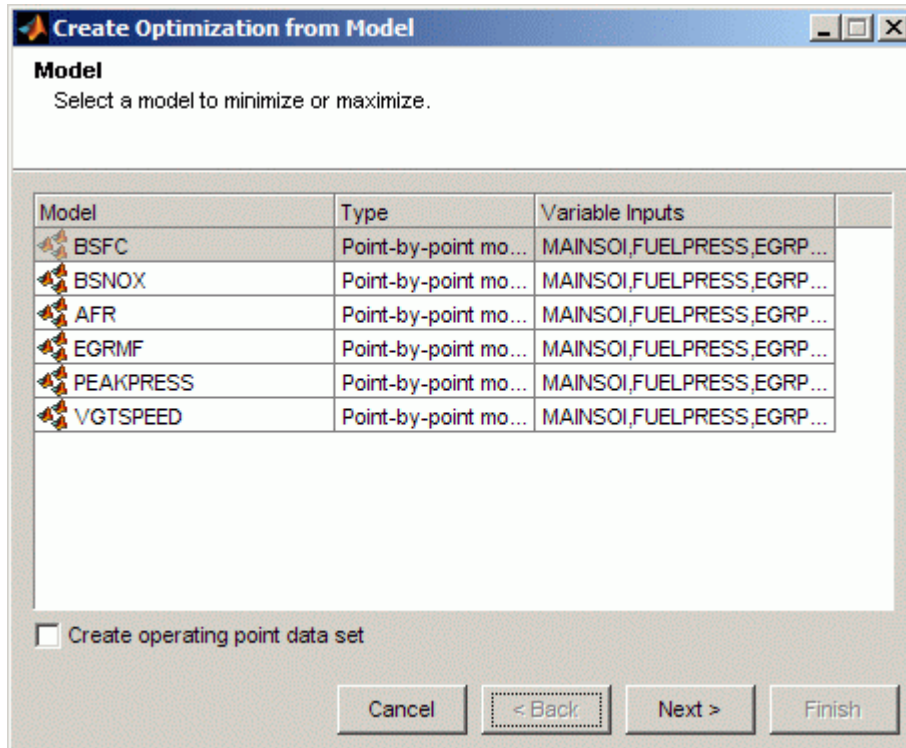 Create Optimization from Model
Model
Select a model to minimize or maximize.
Model Type Variable Inputs
BSFC Point-by-point mo... MAINSOI,FUELPRESS,EGRP...
BSNOX Point-by-point mo... MAINSOI,FUELPRESS,EGRP...
AFR Point-by-point mo... MAINSOI,FUELPRESS,EGRP...
EGRMF Point-by-point mo... MAINSOI,FUELPRESS,EGRP...
PEAKPRESS Point-by-point mo... MAINSOI,FUELPRESS,EGRP...
VGTSPEED Point-by-point mo... MAINSOI,FUELPRESS,EGRP...
Create operating point data set
Cancel < Back Next > Finish